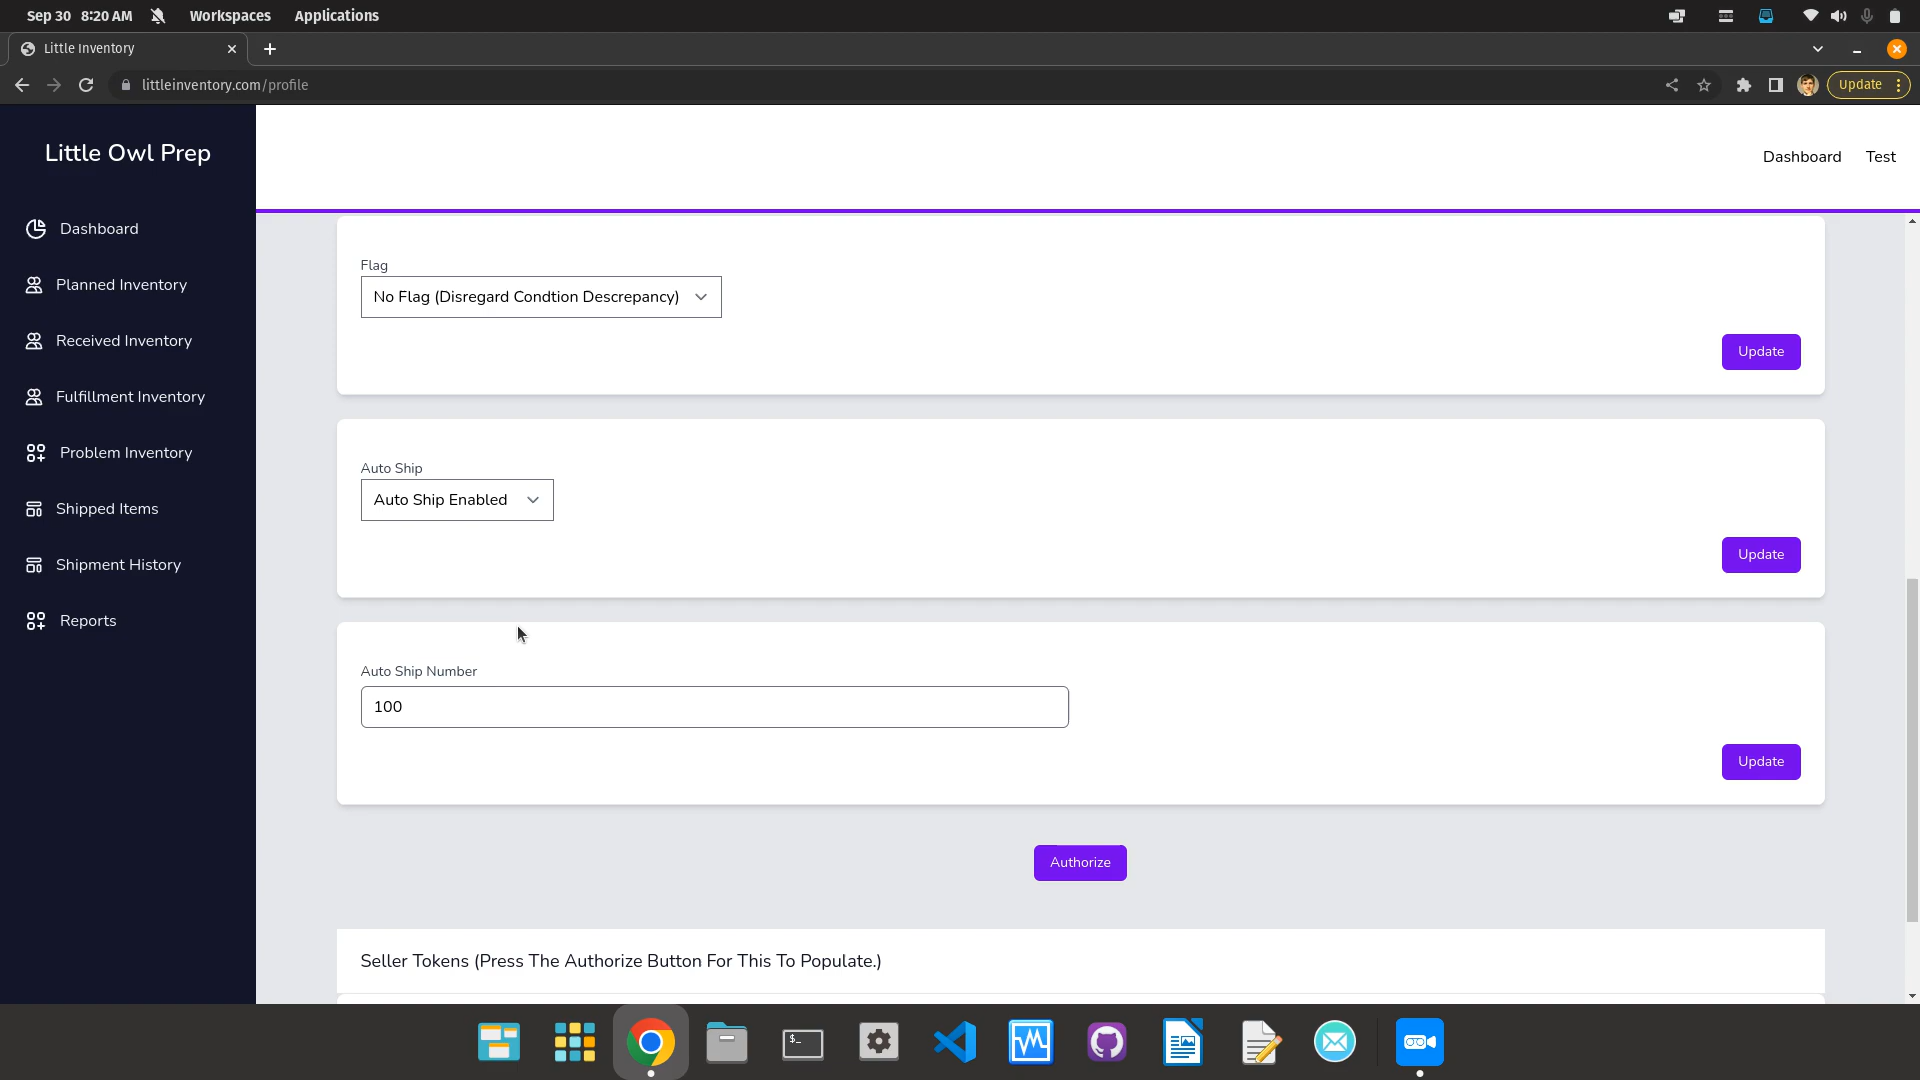 Sep 30 8:20 AM Workspaces Applications
Little Inventory
littleinventory.com/profile
Update
Little Owl Prep
Dashboard Test
Dashboard
Planned Inventory
Received Inventory
Fulfillment Inventory
Problem Inventory
Shipped Items
Shipment History
Reports
Flag
No Flag (Disregard Condtion Descrepancy)
Update
Auto Ship
Auto Ship Enabled
Update
Auto Ship Number
100
Update
Authorize
Seller Tokens (Press The Authorize Button For This To Populate.)
$_